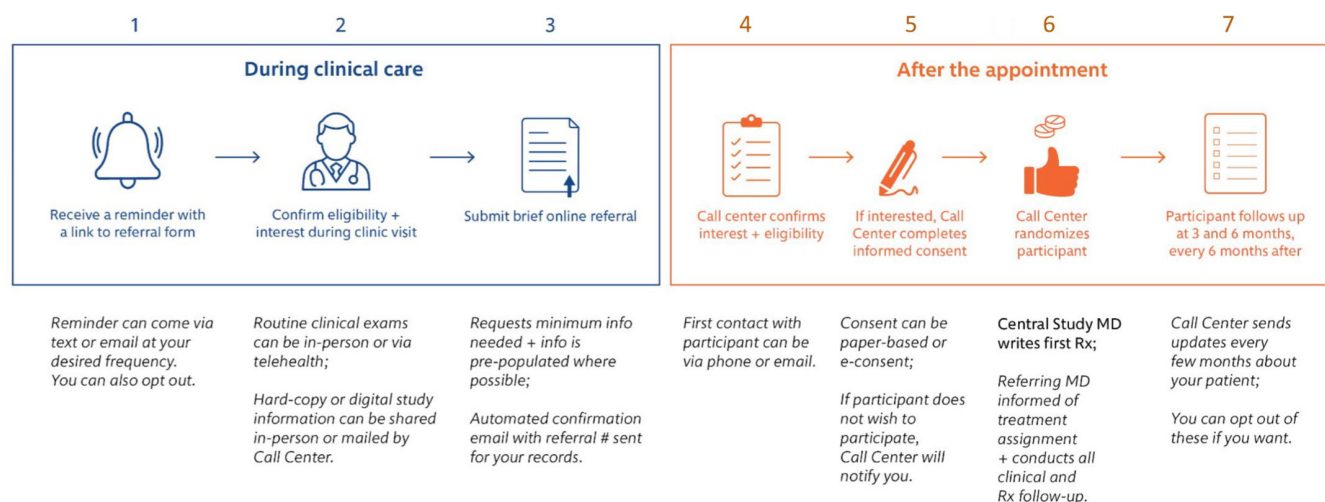 1
2
3
4
5
6
7
During clinical care
Receive a reminder with
a link to referral form
Confirm eligibility +
interest during clinic visit
Submit brief online referral
After the appointment
Call center confirms
interest + eligibility
If interested, Call
Center completes
informed consent
Call Center
randomizes
participant
Participant follows up
at 3 and 6 months,
every 6 months after
Reminder can come via
text or email at your
desired frequency.
You can also opt out.
Routine clinical exams
can be in-person or via
telehealth;
Hard-copy or digital study
information can be shared
in-person or mailed by
Call Center.
Requests minimum info
needed + info is
pre-populated where
possible;
Automated confirmation
email with referral # sent
for your records.
First contact with
participant can be
via phone or email.
Consent can be
paper-based or
e-consent;
If participant does
not wish to
participate,
Call Center will
notify you.
Central Study MD
writes first Rx;
Referring MD
informed of
treatment
assignment
+ conducts all
clinical and
Rx follow-up.
Call Center sends
updates every
few months about
your patient;
You can opt out of
these if you want.